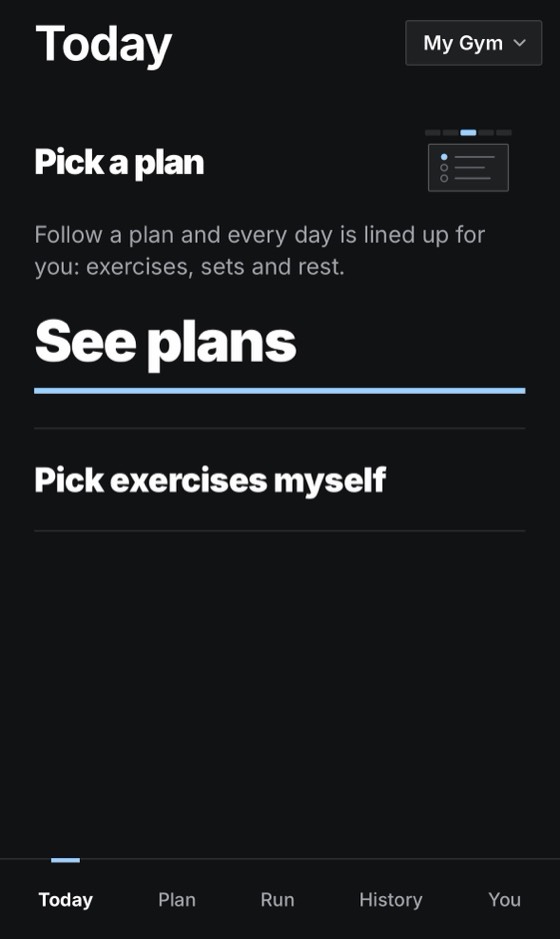 Today
My Gym
Pick a plan
Follow a plan and every day is lined up for
you: exercises, sets and rest.
See plans
Pick exercises myself
Today
Plan
Run
History
You